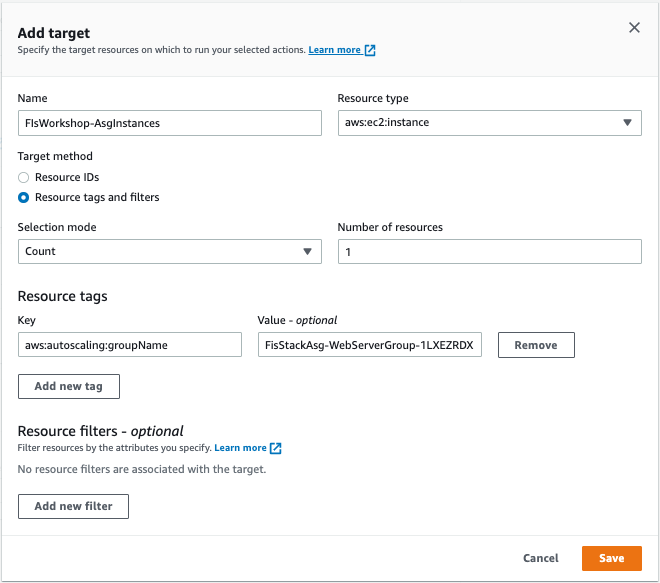 Add target
Specify the target resources on which to run your selected actions. Learn more
Name
Resource type
FIsWorkshop-AsgInstances
aws:ec2:instance
Target method
Resource IDs
Resource tags and filters
Selection mode
Number of resources
Count
1
Resource tags
Key
Value - optional
aws:autoscaling:groupName
FisStackAsg-WebServerGroup-1LXEZRDX
Remove
Add new tag
Resource filters - optional
Filter resources by the attributes you specify. Learn more
No resource filters are associated with the target.
Add new filter
Cancel
Save